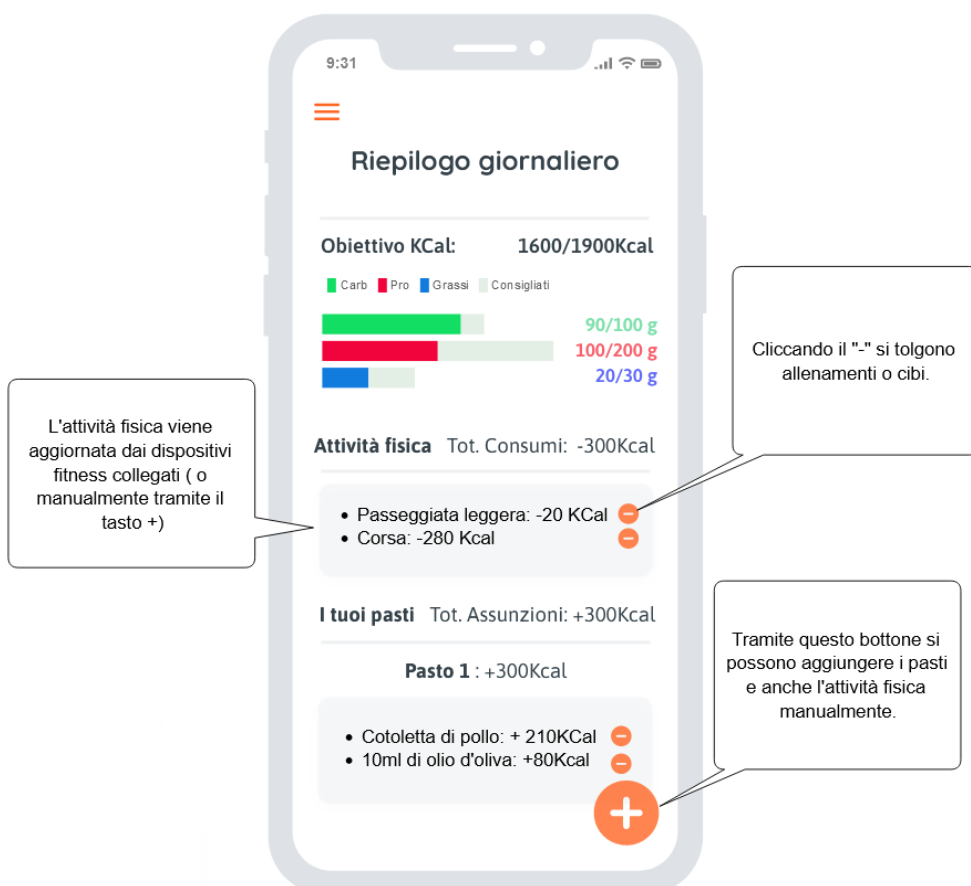 9:31
Riepilogo giornaliero
Obiettivo KCal: 1600/1900Kcal
Carb Pro Grassi Consigliati
90/100 g
100/200 g
20/30 g
Cliccando il "-" si tolgono
allenamenti o cibi.
L'attività fisica viene
aggiornata dai dispositivi
fitness collegati ( o
manualmente tramite il
tasto +)
Attività fisica Tot. Consumi: -300Kcal
• Passeggiata leggera: -20 KCal
• Corsa: -280 Kcal
I tuoi pasti Tot. Assunzioni: +300Kcal
Pasto 1 : +300Kcal
• Cotoletta di pollo: + 210KCal
• 10ml di olio d'oliva: +80Kcal
Tramite questo bottone si
possono aggiungere i pasti
e anche l'attività fisica
manualmente.